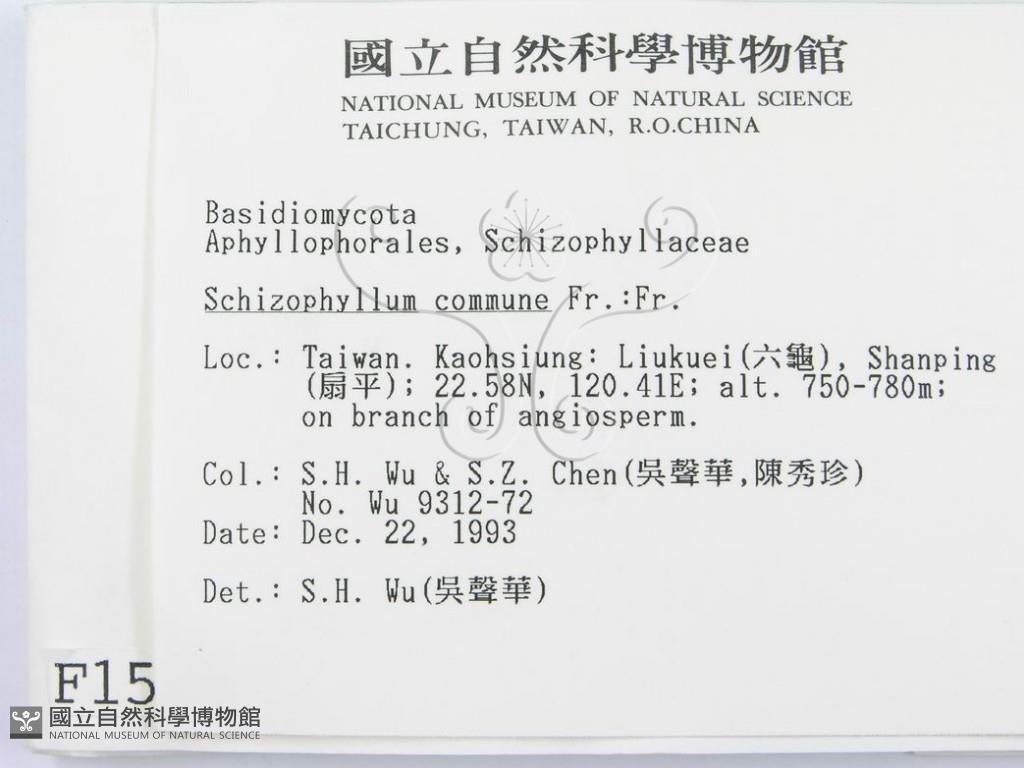 國立自然科學博物館
NATIONAL MUSEUM OF NATURAL SCIENCE
TAICHUNG, TAIWAN, R.O.CHINA
Basidiomycota
Aphyllophorales, Schizophyllaceae
Schizophyllum commune Fr.:Fr.
Loc.: Taiwan. Kaohsiung: Liukuei(六龜), Shanping
(扇平); 22.58N, 120.41E; alt. 750-780m;
on branch of angiosperm.
Col.: S.H. Wu & S.Z. Chen(吳聲華,陳秀珍)
No. Wu 9312-72
Date: Dec. 22, 1993
Det.: S.H. Wu(吳聲華)
F15
國立自然科學博物館
NATIONAL MUSEUM OF NATURAL SCIENCE